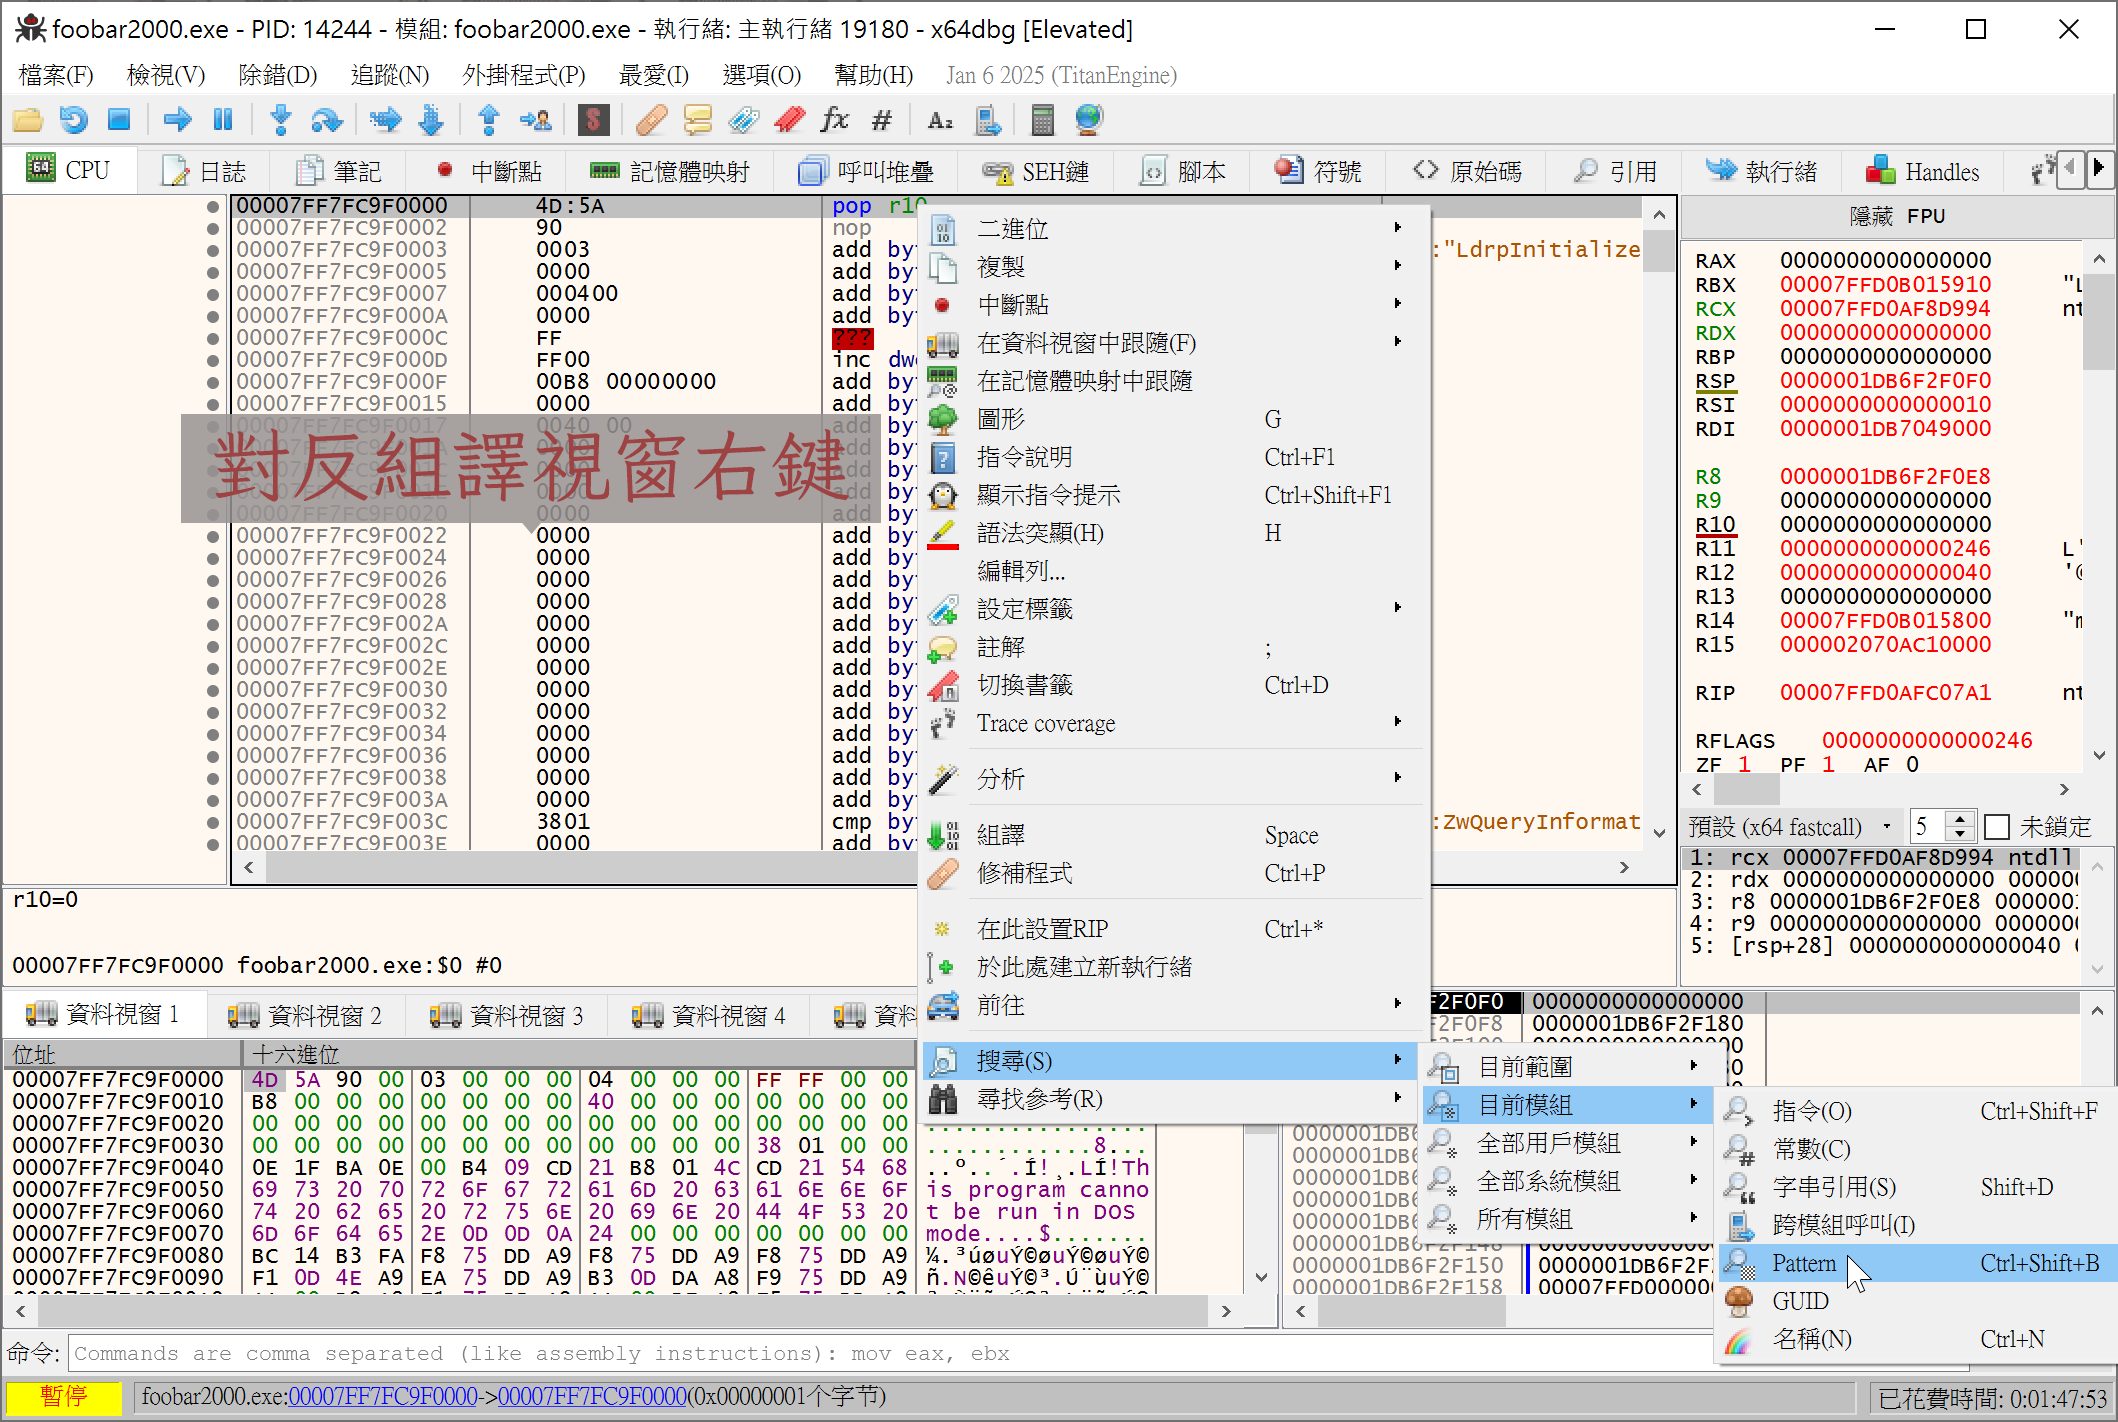 foobar2000.exe - PID: 14244 - 模組: foobar2000.exe - 執行緒: 主執行緒 19180 - x64dbg [Elevated]
檔案(F) 檢視(V) 除錯(D) 追蹤(N) 外掛程式(P) 最愛(I) 選項(O) 幫助(H) Jan 6 2025 (TitanEngine)
CPU 日誌 筆記 中斷點 記憶體映射 呼叫堆疊 SEH鏈 腳本 符號 原始碼 引用 執行緒 Handles
00007FF7FC9F0000 4D:5A pop r10
00007FF7FC9F0002 90 nop
00007FF7FC9F0003 0003 add by :"LdrpInitialize
00007FF7FC9F0005 0000 add by
00007FF7FC9F0007 000400 add by
00007FF7FC9F000A 0000 add by
00007FF7FC9F000C FF ???
00007FF7FC9F000D FF00 inc dw
00007FF7FC9F000F 00B8 00000000 add by
00007FF7FC9F0015 0000 add by
00007FF7FC9F0017 0040 00 add by
對反組譯視窗右鍵
00007FF7FC9F0020 0000 add by
00007FF7FC9F0022 0000 add by
00007FF7FC9F0024 0000 add by
00007FF7FC9F0026 0000 add by
00007FF7FC9F0028 0000 add by
00007FF7FC9F002A 0000 add by
00007FF7FC9F002C 0000 add by
00007FF7FC9F002E 0000 add by
00007FF7FC9F0030 0000 add by
00007FF7FC9F0032 0000 add by
00007FF7FC9F0034 0000 add by
00007FF7FC9F0036 0000 add by
00007FF7FC9F0038 0000 add by
00007FF7FC9F003A 0000 add by
00007FF7FC9F003C 3801 cmp by :ZwQueryInformat
00007FF7FC9F003E 0000 add by
二進位
複製
中斷點
在資料視窗中跟隨(F)
在記憶體映射中跟隨
圖形 G
指令說明 Ctrl+F1
顯示指令提示 Ctrl+Shift+F1
語法突顯(H) H
編輯列...
設定標籤
註解 ;
切換書籤 Ctrl+D
Trace coverage
分析
組譯 Space
修補程式 Ctrl+P
在此設置RIP Ctrl+*
於此處建立新執行緒
前往
搜尋(S)
尋找參考(R)
目前範圍
目前模組
全部用戶模組
全部系統模組
所有模組
指令(O) Ctrl+Shift+F
常數(C)
字串引用(S) Shift+D
跨模組呼叫(I)
Pattern Ctrl+Shift+B
GUID
名稱(N) Ctrl+N
隱藏 FPU
RAX 0000000000000000
RBX 00007FFD0B015910 "L
RCX 00007FFD0AF8D994 nt
RDX 0000000000000000
RBP 0000000000000000
RSP 0000001DB6F2F0F0
RSI 0000000000000010
RDI 0000001DB7049000
R8 0000001DB6F2F0E8
R9 0000000000000000
R10 0000000000000000
R11 0000000000000246 L'
R12 0000000000000040 '@
R13 0000000000000000
R14 00007FFD0B015800 "m
R15 000002070AC10000
RIP 00007FFD0AFC07A1 nt
RFLAGS 0000000000000246
ZF 1 PF 1 AF 0
預設 (x64 fastcall) 5 未鎖定
1: rcx 00007FFD0AF8D994 ntdll
2: rdx 0000000000000000 00000
3: r8 0000001DB6F2F0E8 000000
4: r9 0000000000000000 000000
5: [rsp+28] 0000000000000040
r10=0
00007FF7FC9F0000 foobar2000.exe:$0 #0
資料視窗 1 資料視窗 2 資料視窗 3 資料視窗 4 資料
位址 十六進位
00007FF7FC9F0000 4D 5A 90 00 03 00 00 00 04 00 00 00 FF FF 00 00
00007FF7FC9F0010 B8 00 00 00 00 00 00 00 40 00 00 00 00 00 00 00
00007FF7FC9F0020 00 00 00 00 00 00 00 00 00 00 00 00 00 00 00 00 ................
00007FF7FC9F0030 00 00 00 00 00 00 00 00 00 00 00 00 38 01 00 00 ............8...
00007FF7FC9F0040 0E 1F BA 0E 00 B4 09 CD 21 B8 01 4C CD 21 54 68 ..º..´.Í!¸.LÍ!Th
00007FF7FC9F0050 69 73 20 70 72 6F 67 72 61 6D 20 63 61 6E 6E 6F is program canno
00007FF7FC9F0060 74 20 62 65 20 72 75 6E 20 69 6E 20 44 4F 53 20 t be run in DOS
00007FF7FC9F0070 6D 6F 64 65 2E 0D 0D 0A 24 00 00 00 00 00 00 00 mode....$.......
00007FF7FC9F0080 BC 14 B3 FA F8 75 DD A9 F8 75 DD A9 F8 75 DD A9 ¼.³úøuÝ©øuÝ©øuÝ©
00007FF7FC9F0090 F1 0D 4E A9 EA 75 DD A9 B3 0D DA A8 F9 75 DD A9 ñ.N©êuÝ©³.Ú¨ùuÝ©
F2F0F0 0000000000000000
F2F0F8 0000001DB6F2F180
0000001DB6F2F150
0000001DB6F2F158 00007FFD00000
命令: Commands are comma separated (like assembly instructions): mov eax, ebx
暫停 foobar2000.exe:00007FF7FC9F0000->00007FF7FC9F0000(0x00000001个字节) 已花費時間: 0:01:47:53